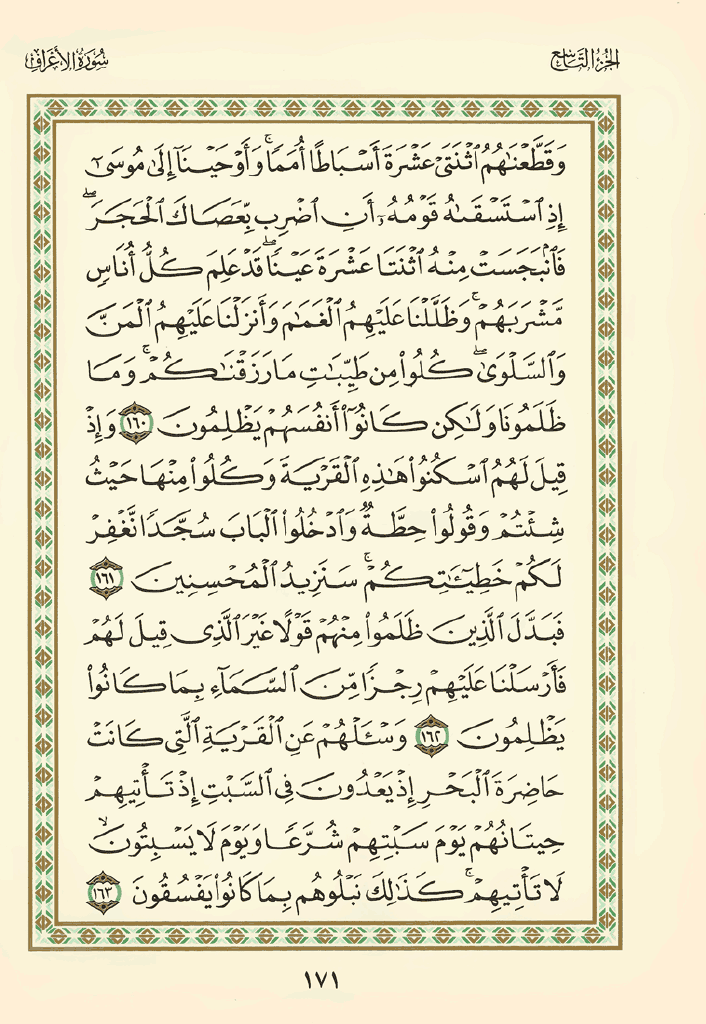 الجزء التاسع
سورة الأعراف
وَقَطَّعْنَٰهُمُ ٱثْنَتَىْ عَشْرَةَ أَسْبَاطًا أُمَمًا ۚ وَأَوْحَيْنَآ إِلَىٰ مُوسَىٰٓ
إِذِ ٱسْتَسْقَىٰهُ قَوْمُهُۥٓ أَنِ ٱضْرِب بِّعَصَاكَ ٱلْحَجَرَ ۖ
فَٱنۢبَجَسَتْ مِنْهُ ٱثْنَتَا عَشْرَةَ عَيْنًا ۖ قَدْ عَلِمَ كُلُّ أُنَاسٍ
مَّشْرَبَهُمْ ۚ وَظَلَّلْنَا عَلَيْهِمُ ٱلْغَمَٰمَ وَأَنزَلْنَا عَلَيْهِمُ ٱلْمَنَّ
وَٱلسَّلْوَىٰ ۖ كُلُوا۟ مِن طَيِّبَٰتِ مَا رَزَقْنَٰكُمْ ۚ وَمَا
ظَلَمُونَا وَلَٰكِن كَانُوٓا۟ أَنفُسَهُمْ يَظْلِمُونَ ١٦٠ وَإِذْ
قِيلَ لَهُمُ ٱسْكُنُوا۟ هَٰذِهِ ٱلْقَرْيَةَ وَكُلُوا۟ مِنْهَا حَيْثُ
شِئْتُمْ وَقُولُوا۟ حِطَّةٌ وَٱدْخُلُوا۟ ٱلْبَابَ سُجَّدًا نَّغْفِرْ
لَكُمْ خَطِيٓـَٰٔتِكُمْ ۚ سَنَزِيدُ ٱلْمُحْسِنِينَ ١٦١
فَبَدَّلَ ٱلَّذِينَ ظَلَمُوا۟ مِنْهُمْ قَوْلًا غَيْرَ ٱلَّذِى قِيلَ لَهُمْ
فَأَرْسَلْنَا عَلَيْهِمْ رِجْزًا مِّنَ ٱلسَّمَآءِ بِمَا كَانُوا۟
يَظْلِمُونَ ١٦٢ وَسْـَٔلْهُمْ عَنِ ٱلْقَرْيَةِ ٱلَّتِى كَانَتْ
حَاضِرَةَ ٱلْبَحْرِ إِذْ يَعْدُونَ فِى ٱلسَّبْتِ إِذْ تَأْتِيهِمْ
حِيتَانُهُمْ يَوْمَ سَبْتِهِمْ شُرَّعًا وَيَوْمَ لَا يَسْبِتُونَ ۙ
لَا تَأْتِيهِمْ ۚ كَذَٰلِكَ نَبْلُوهُم بِمَا كَانُوا۟ يَفْسُقُونَ ١٦٣
١٧١